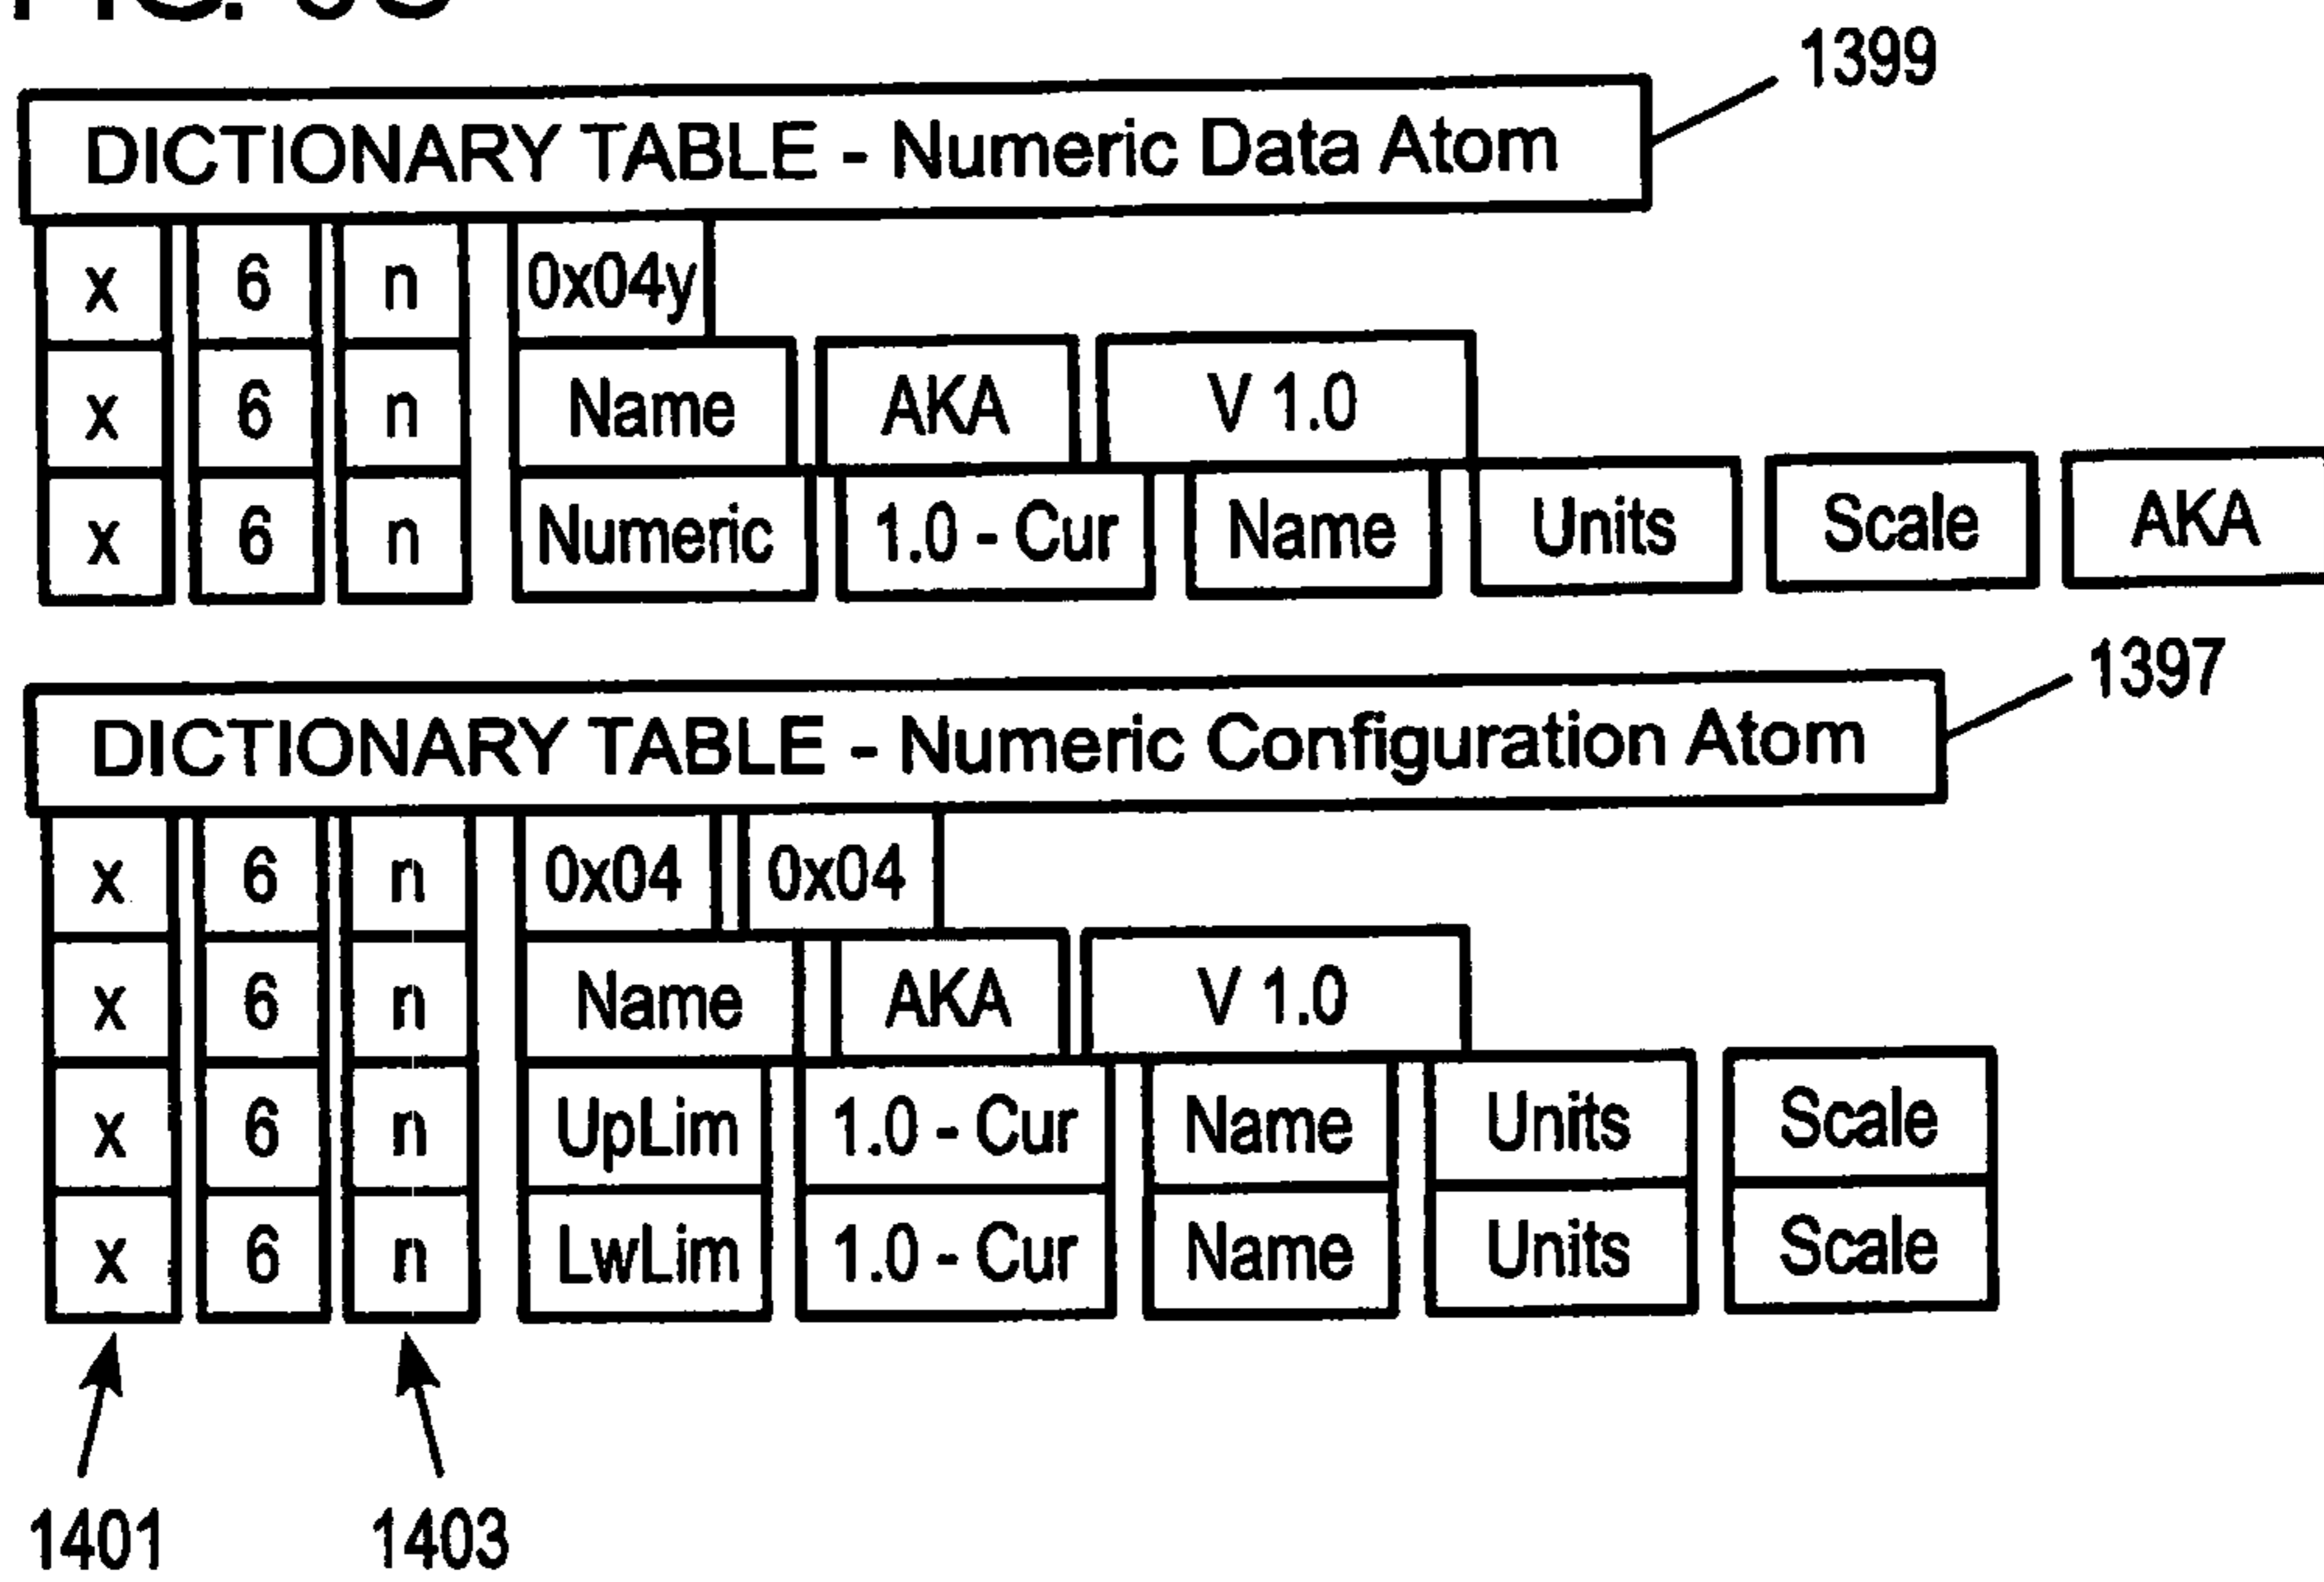 1399
DICTIONARY TABLE - Numeric Data Atom
x 6 n 0x04y
x 6 n Name AKA V 1.0
x 6 n Numeric 1.0 - Cur Name Units Scale AKA
1397
DICTIONARY TABLE - Numeric Configuration Atom
x 6 n 0x04 0x04
x 6 n Name AKA V 1.0
x 6 n UpLim 1.0 - Cur Name Units Scale
x 6 n LwLim 1.0 - Cur Name Units Scale
1401 1403